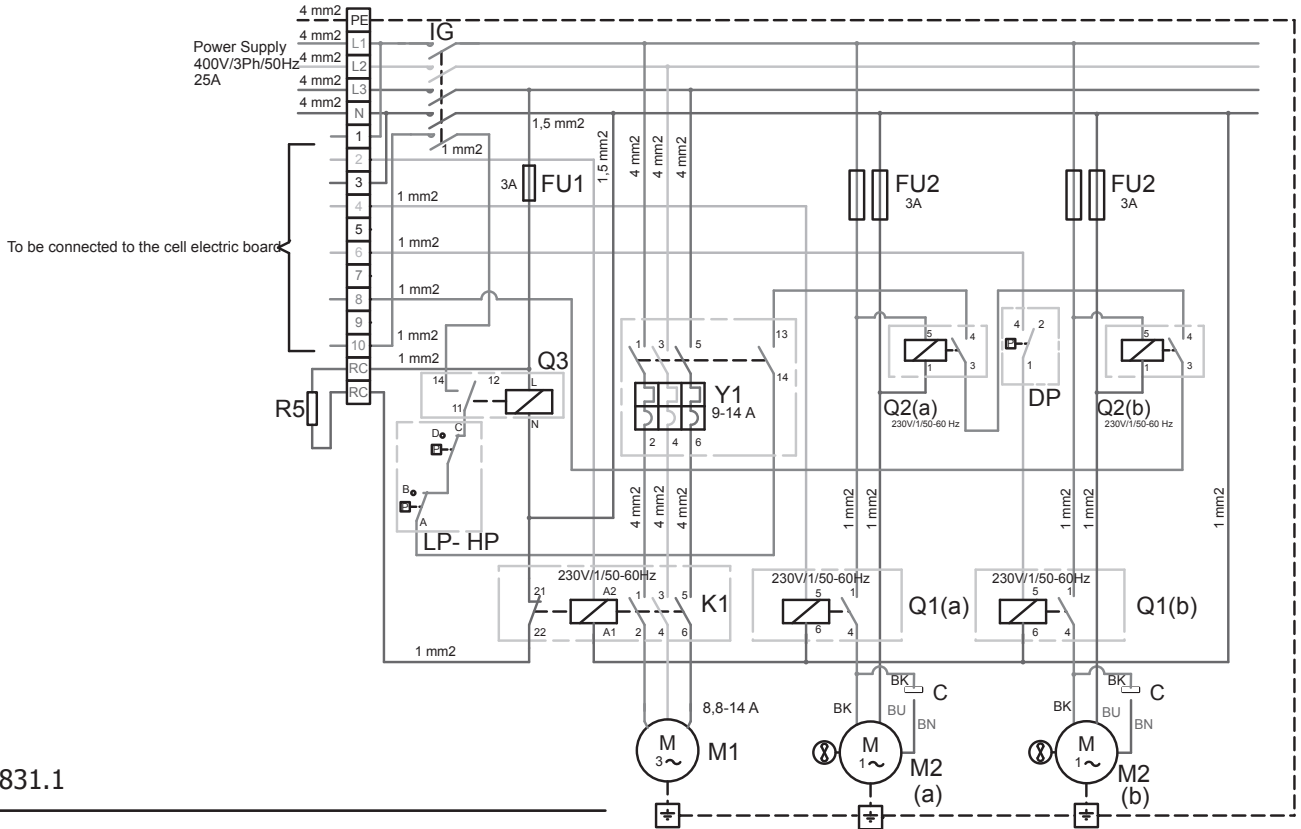 4 mm2
PE
IG
4 mm2
L1
Power Supply
400V/3Ph/50Hz
25A
4 mm2
L2
4 mm2
L3
4 mm2
N
1,5 mm2
1
1 mm2
2
3
1 mm2
4
5
1 mm2
6
7
1 mm2
8
9
1 mm2
10
1 mm2
RC
RC
R5
To be connected to the cell electric board
3A
FU1
1,5 mm2
4 mm2
4 mm2
4 mm2
FU2
3A
FU2
3A
Q3
14
12
11
L
N
D
C
P
B
P
A
LP- HP
1
3
5
13
14
Y1
9-14 A
2
4
6
5
4
1
3
Q2(a)
230V/1/50-60 Hz
4
2
P
1
DP
5
4
1
3
Q2(b)
230V/1/50-60 Hz
4 mm2
4 mm2
4 mm2
1 mm2
1 mm2
1 mm2
1 mm2
1 mm2
230V/1/50-60Hz
21
22
A2
A1
1
3
5
2
4
6
K1
230V/1/50-60Hz
5
1
6
4
Q1(a)
230V/1/50-60Hz
5
1
6
4
Q1(b)
1 mm2
8,8-14 A
M
3~
M1
BK
BK
BU
BN
C
M
1~
M2
(a)
BK
BK
BU
BN
C
M
1~
M2
(b)
831.1